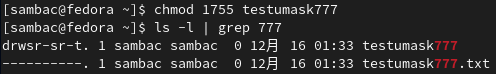 [sambac@fedora ~]$ chmod 1755 testumask777
[sambac@fedora ~]$ ls -l | grep 777
drwsr-sr-t. 1 sambac sambac  0 12月  16 01:33 testumask777
----------. 1 sambac sambac  0 12月  16 01:33 testumask777.txt